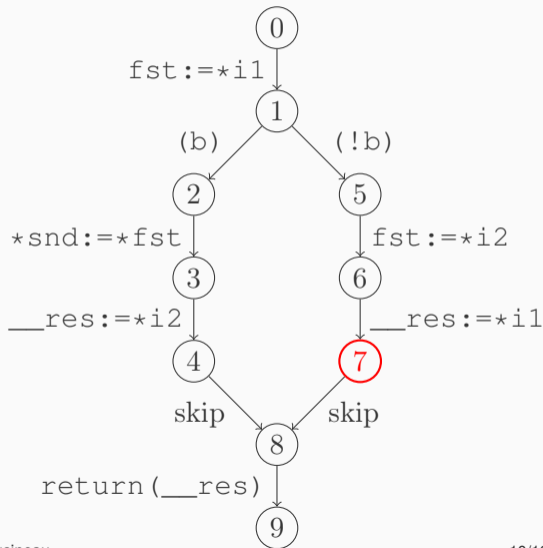 0
fst:=*i1
1
(b) (!b)
2 5
*snd:=*fst fst:=*i2
3 6
__res:=*i2 __res:=*i1
4 7
skip skip
8
return(__res)
9